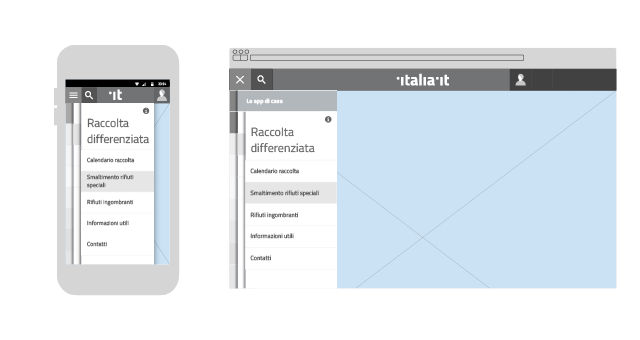 ·it
Raccolta
differenziata
Calendario raccolta
Smaltimento rifiuti
speciali
Rifiuti ingombranti
Informazioni utili
Contatti
·italia·it
Le app di casa
Raccolta
differenziata
Calendario raccolta
Smaltimento rifiuti speciali
Rifiuti ingombranti
Informazioni utili
Contatti